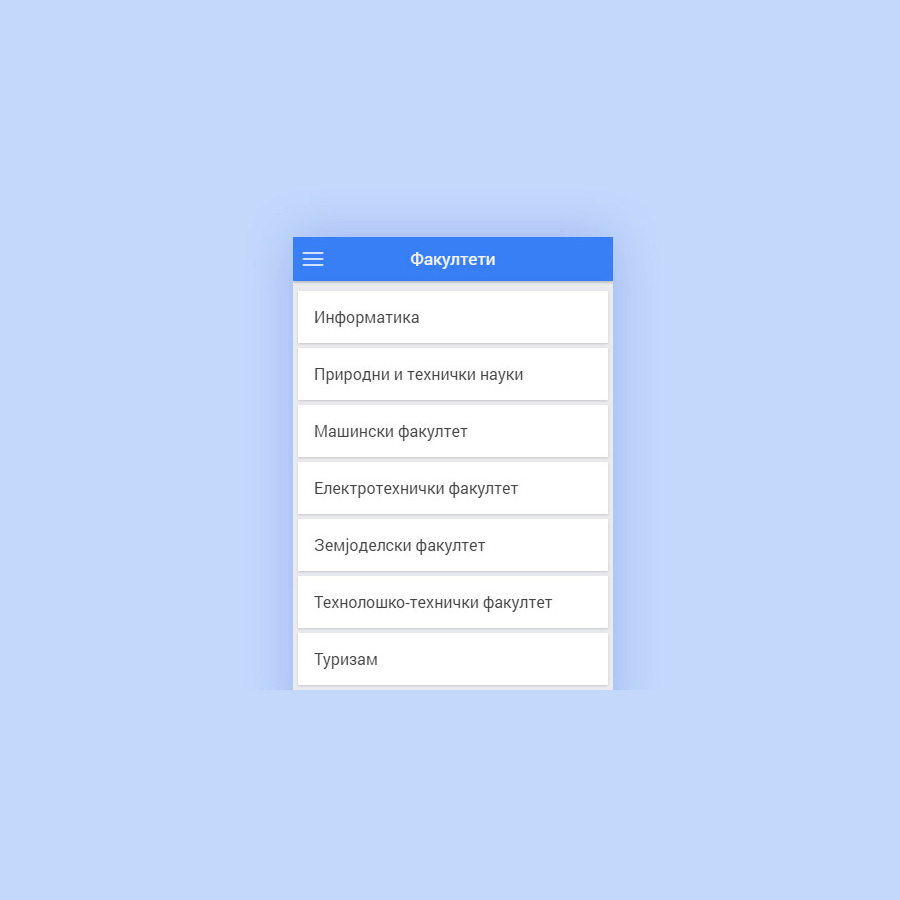 Факултети
Информатика
Природни и технички науки
Машински факултет
Електротехнички факултет
Земјоделски факултет
Технолошко-технички факултет
Туризам